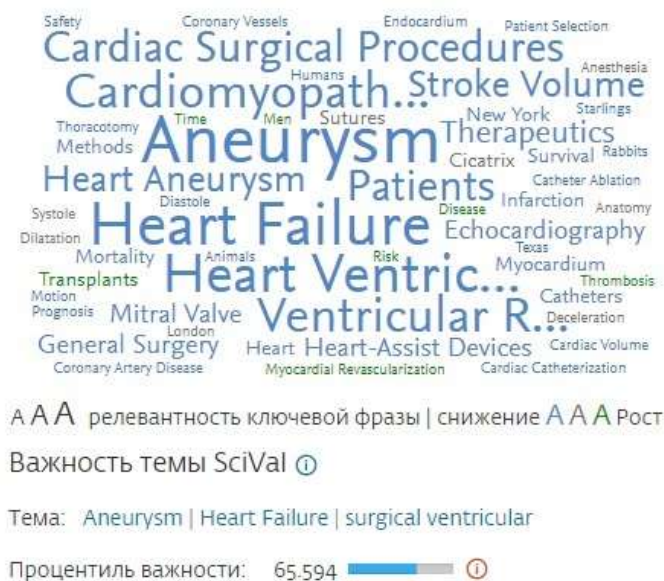 Safety Coronary Vessels Endocardium Patient Selection
Cardiac Surgical Procedures
Anesthesia
Cardiomyopath... Humans Stroke Volume
Thoracotomy Time Men Sutures New York Starlings
Methods Aneurysm Therapeutics
Cicatrix Survival Rabbits
Heart Aneurysm Patients Catheter Ablation
Systole Diastole Disease Infarction Anatomy
Dilatation Heart Failure Echocardiography
Mortality Animals Risk Texas Myocardium
Transplants Heart Ventric... Thrombosis
Motion Catheters
Prognosis Mitral Valve Ventricular R... Deceleration
London
General Surgery Heart Heart-Assist Devices Cardiac Volume
Coronary Artery Disease Myocardial Revascularization Cardiac Catheterization
A A A релевантность ключевой фразы | снижение A A A Рост
Важность темы SciVal
Тема: Aneurysm | Heart Failure | surgical ventricular
Процентиль важности: 65.594